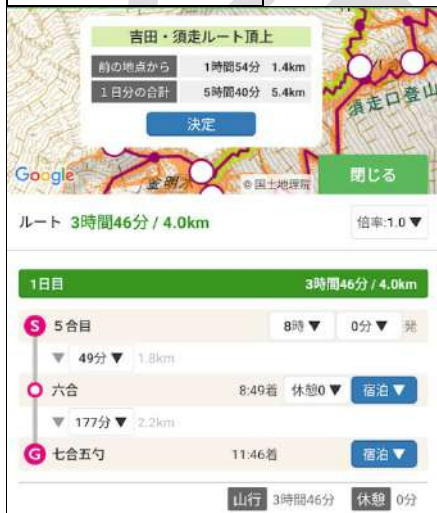 吉田・須走ルート頂上
前の地点から 1時間54分 1.4km
1日分の合計 5時間40分 5.4km
決定
須走口登山
金明水
Google
©国土地理院
閉じる
ルート 3時間46分 / 4.0km
倍率:1.0 ▼
1日目 3時間46分 / 4.0km
S 5合目 8時 ▼ 0分 ▼ 発
▼ 49分 ▼ 1.8km
六合 8:49着 休憩0 ▼ 宿泊 ▼
▼ 177分 ▼ 2.2km
G 七合五勺 11:46着 宿泊 ▼
山行 3時間46分 休憩 0分